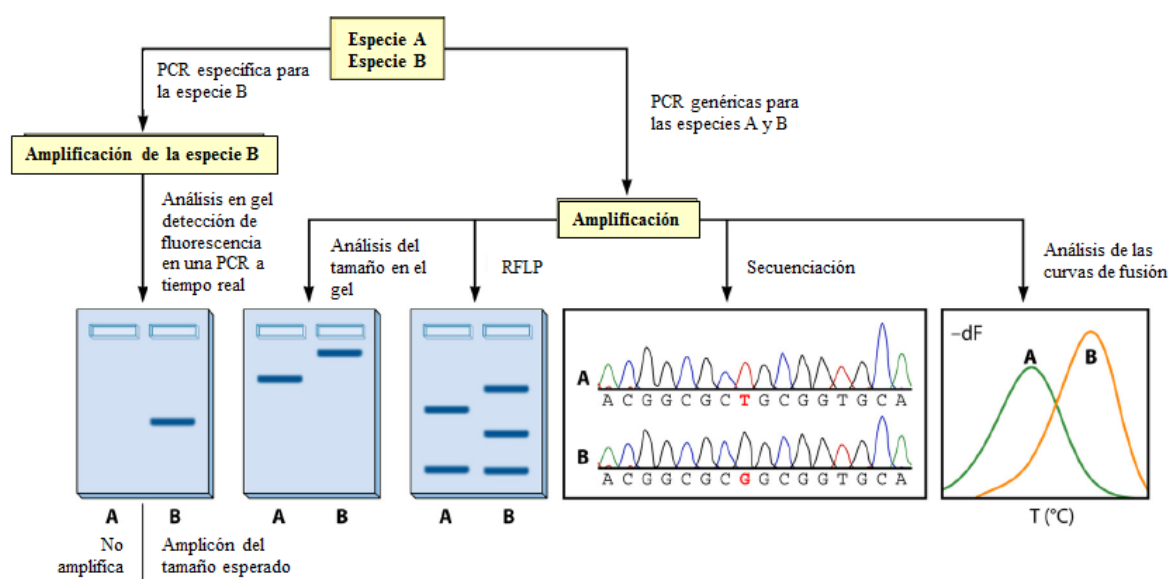 Especie A
Especie B
PCR específica para
la especie B
PCR genéricas para
las especies A y B
Amplificación de la especie B
Amplificación
Análisis en gel
detección de
fluorescencia
en una PCR a
tiempo real
Análisis del
tamaño en el
gel
RFLP
Secuenciación
Análisis de las
curvas de fusión
A
B
No
amplifica
Amplicón del
tamaño esperado
A
B
A
B
A
A C G G C G C T G C G G T G C A
B
A C G G C G C G G C G G T G C A
–dF
A
B
T (°C)